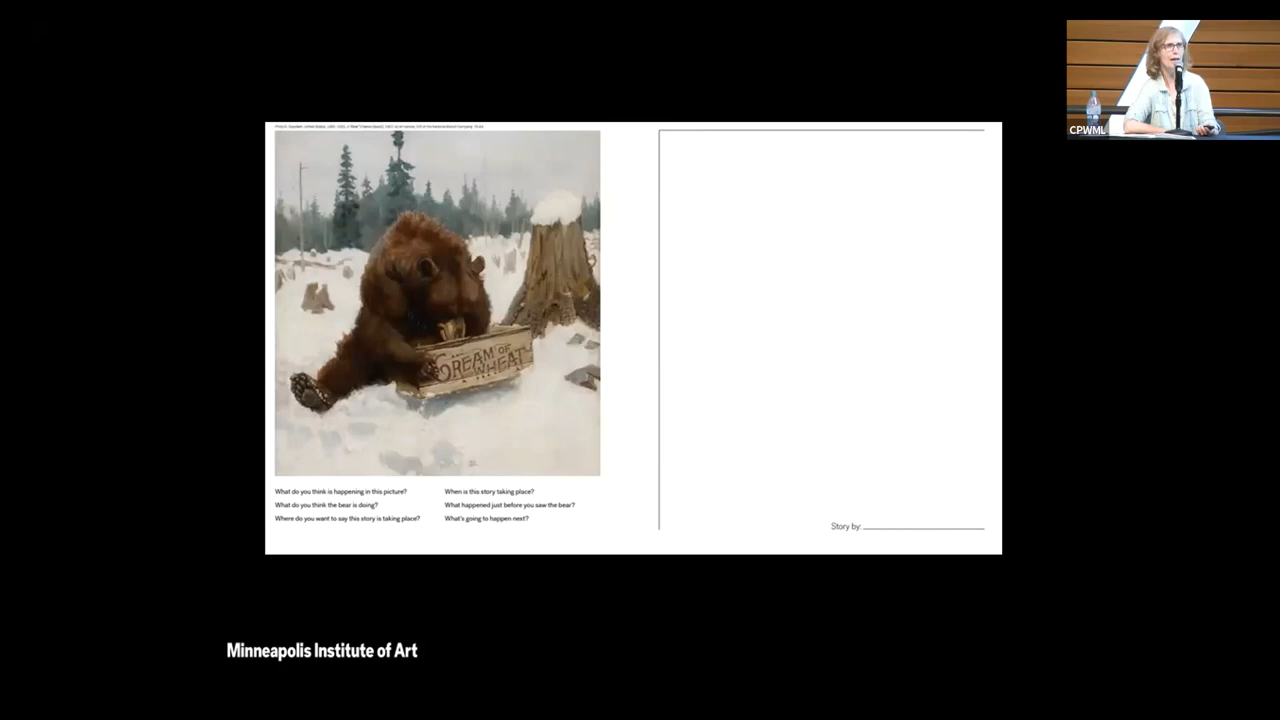 CPWML
CREAM OF
WHEAT
What do you think is happening in this picture?
What do you think the bear is doing?
Where do you want to say this story is taking place?
When is this story taking place?
What happened just before you saw the bear?
What's going to happen next?
Story by:
Minneapolis Institute of Art